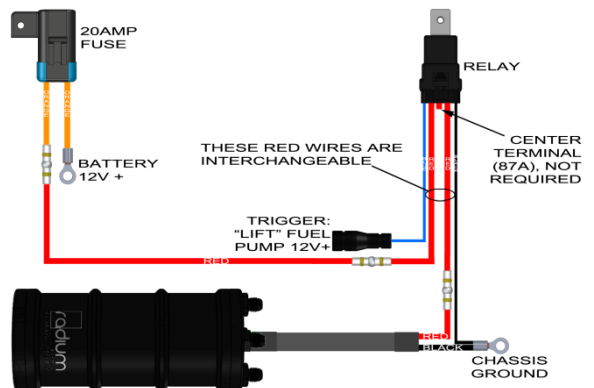 20AMP
FUSE
RELAY
THESE RED WIRES ARE
INTERCHANGEABLE
CENTER
TERMINAL
(87A), NOT
REQUIRED
BATTERY
12V +
TRIGGER:
"LIFT" FUEL
PUMP 12V+
RED
radium
RED
BLACK
CHASSIS
GROUND